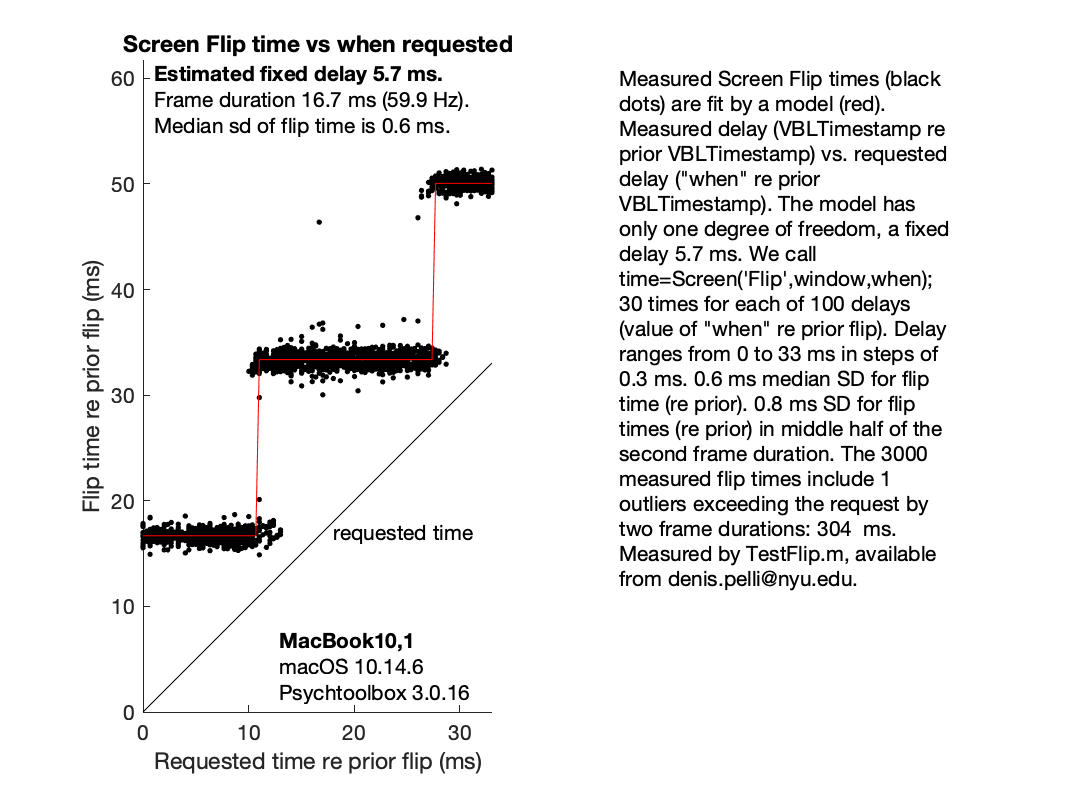 Screen Flip time vs when requested
Estimated fixed delay 5.7 ms.
Frame duration 16.7 ms (59.9 Hz).
Median sd of flip time is 0.6 ms.
60
50
40
30
20
10
0
Flip time re prior flip (ms)
requested time
MacBook10,1
macOS 10.14.6
Psychtoolbox 3.0.16
0 10 20 30
Requested time re prior flip (ms)
Measured Screen Flip times (black
dots) are fit by a model (red).
Measured delay (VBLTimestamp re
prior VBLTimestamp) vs. requested
delay ("when" re prior
VBLTimestamp). The model has
only one degree of freedom, a fixed
delay 5.7 ms. We call
time=Screen('Flip',window,when);
30 times for each of 100 delays
(value of "when" re prior flip). Delay
ranges from 0 to 33 ms in steps of
0.3 ms. 0.6 ms median SD for flip
time (re prior). 0.8 ms SD for flip
times (re prior) in middle half of the
second frame duration. The 3000
measured flip times include 1
outliers exceeding the request by
two frame durations: 304  ms.
Measured by TestFlip.m, available
from denis.pelli@nyu.edu.